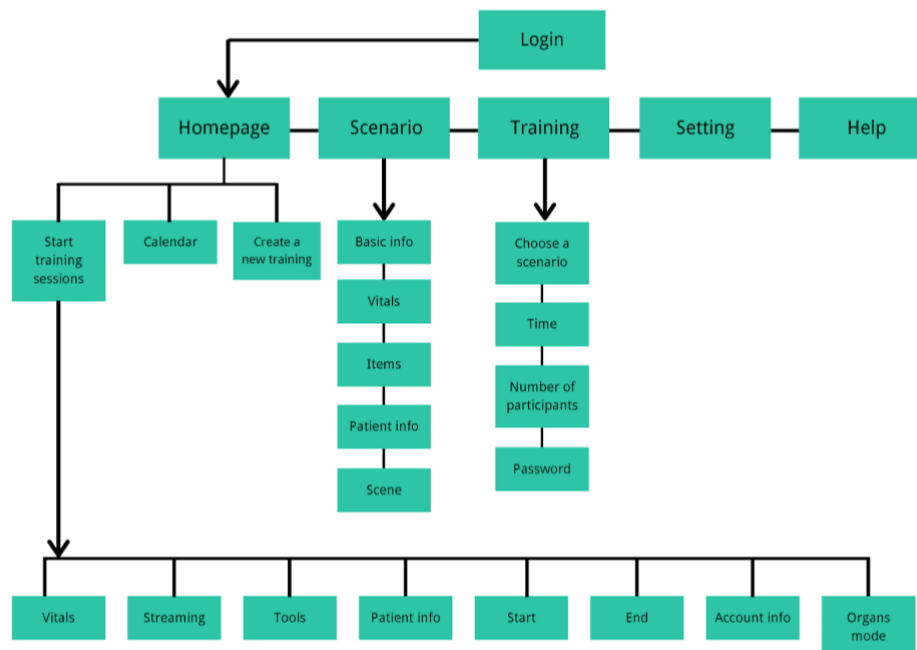 Login
Homepage
Scenario
Training
Setting
Help
Start
training
sessions
Calendar
Create a
new training
Basic info
Vitals
Items
Patient info
Scene
Choose a
scenario
Time
Number of
participants
Password
Vitals
Streaming
Tools
Patient info
Start
End
Account info
Organs
mode